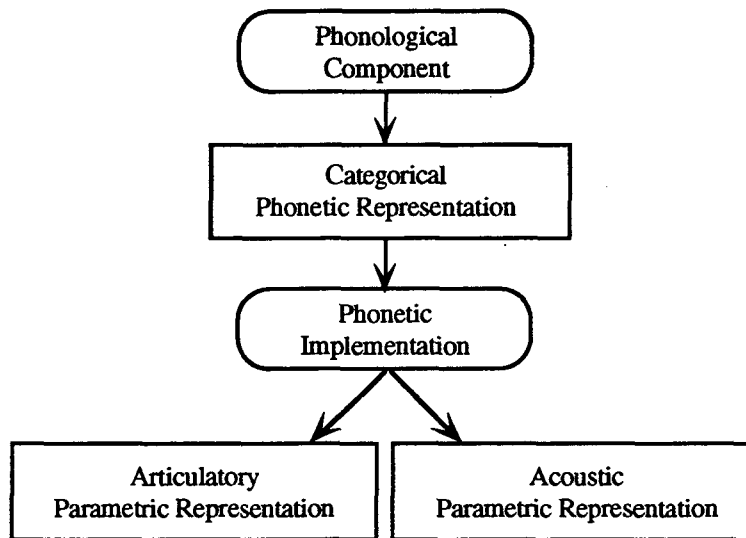 Phonological
Component
Categorical
Phonetic Representation
Phonetic
Implementation
Articulatory
Parametric Representation
Acoustic
Parametric Representation